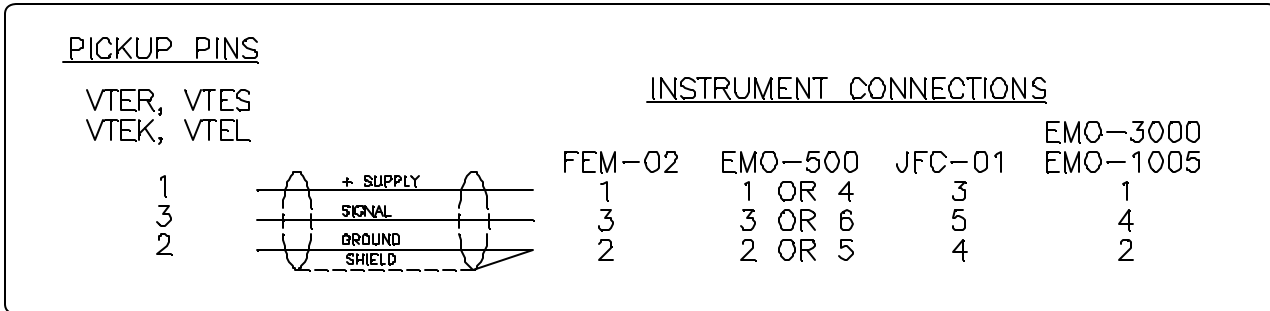 PICKUP PINS
VTER, VTES
VTEK, VTEL
INSTRUMENT CONNECTIONS
EMO-3000
FEM-02 EMO-500 JFC-01 EMO-1005
1 + SUPPLY 1 1 OR 4 3 1
3 SIGNAL 3 3 OR 6 5 4
2 GROUND 2 2 OR 5 4 2
SHIELD